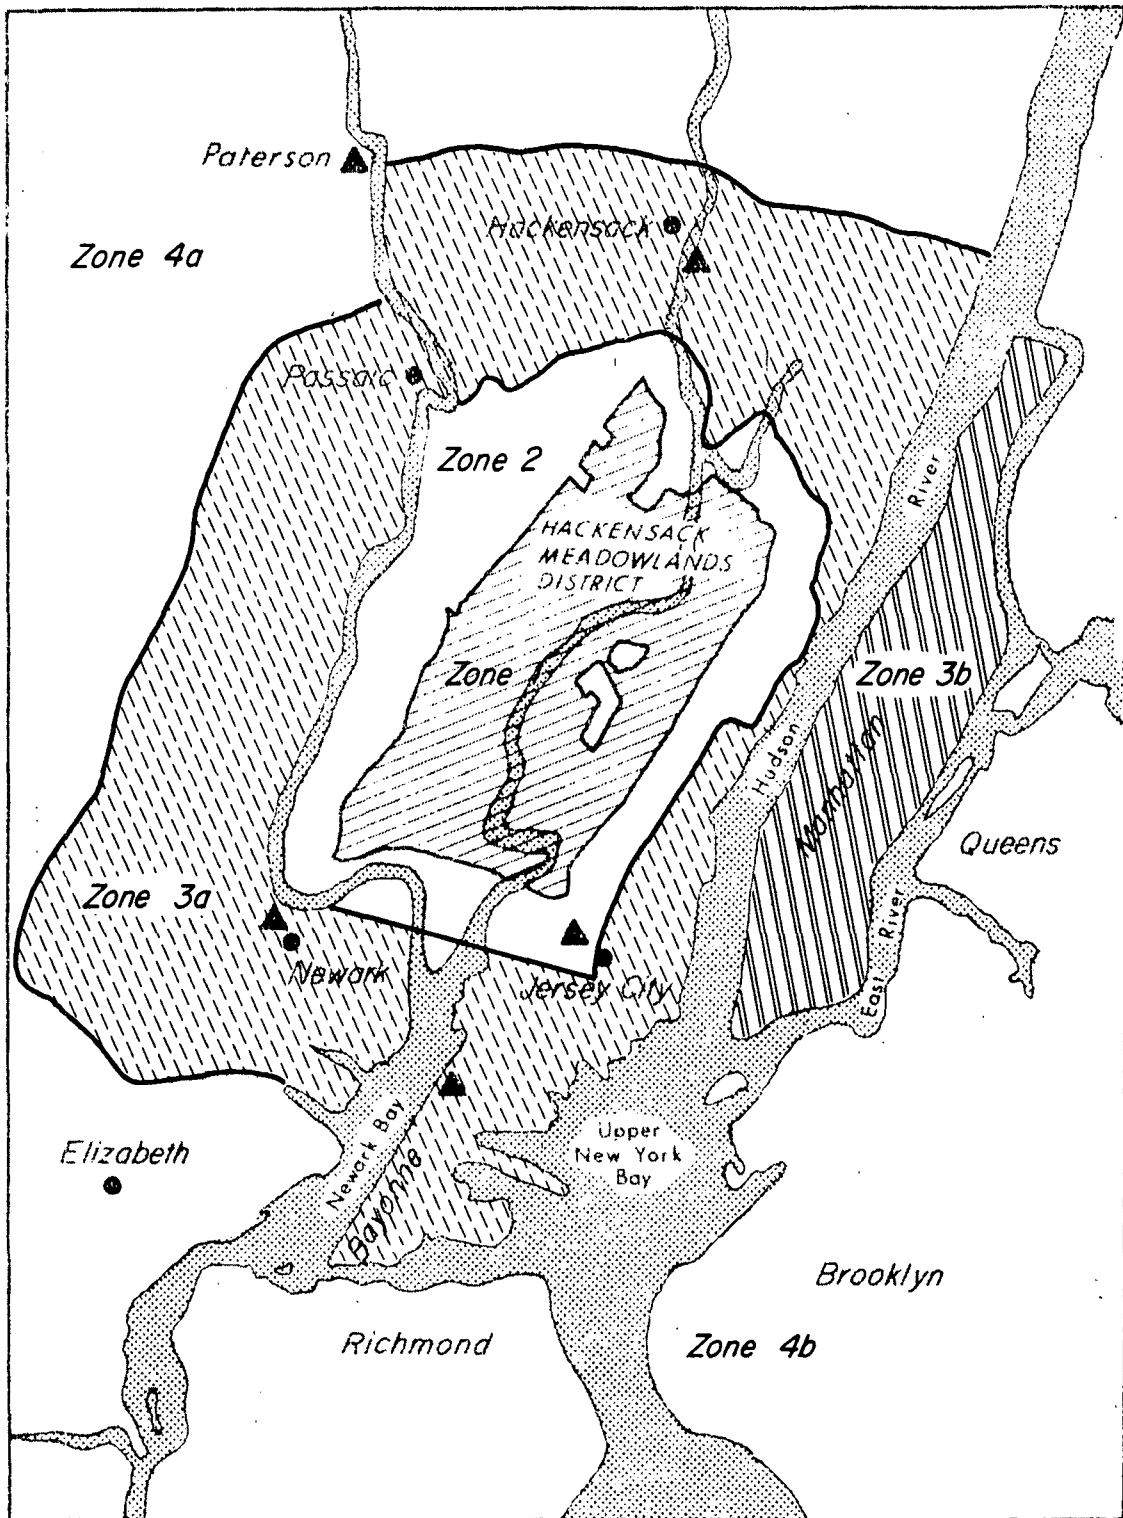 Paterson
Zone 4a
Hackensack
Passaic
Zone 2
HACKENSACK
MEADOWLANDS
DISTRICT
River
Zone
Zone 3b
Hudson
Manhattan
Queens
Zone 3a
East River
Newark
Jersey City
Elizabeth
Newark Bay
Bayonne
Upper
New York
Bay
Brooklyn
Richmond
Zone 4b